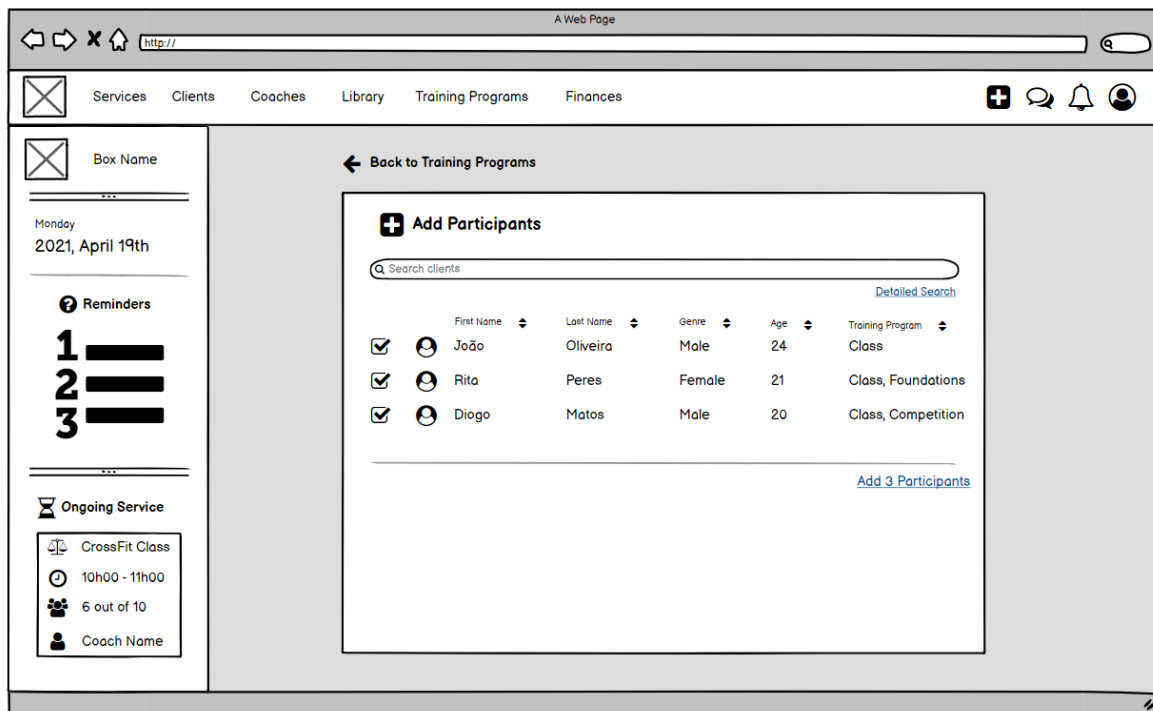 A Web Page
http://
Services Clients Coaches Library Training Programs Finances
Box Name
Monday
2021, April 19th
Reminders
1
2
3
Ongoing Service
CrossFit Class
10h00 - 11h00
6 out of 10
Coach Name
Back to Training Programs
Add Participants
Search clients
Detailed Search
First Name Last Name Genre Age Training Program
João Oliveira Male 24 Class
Rita Peres Female 21 Class, Foundations
Diogo Matos Male 20 Class, Competition
Add 3 Participants